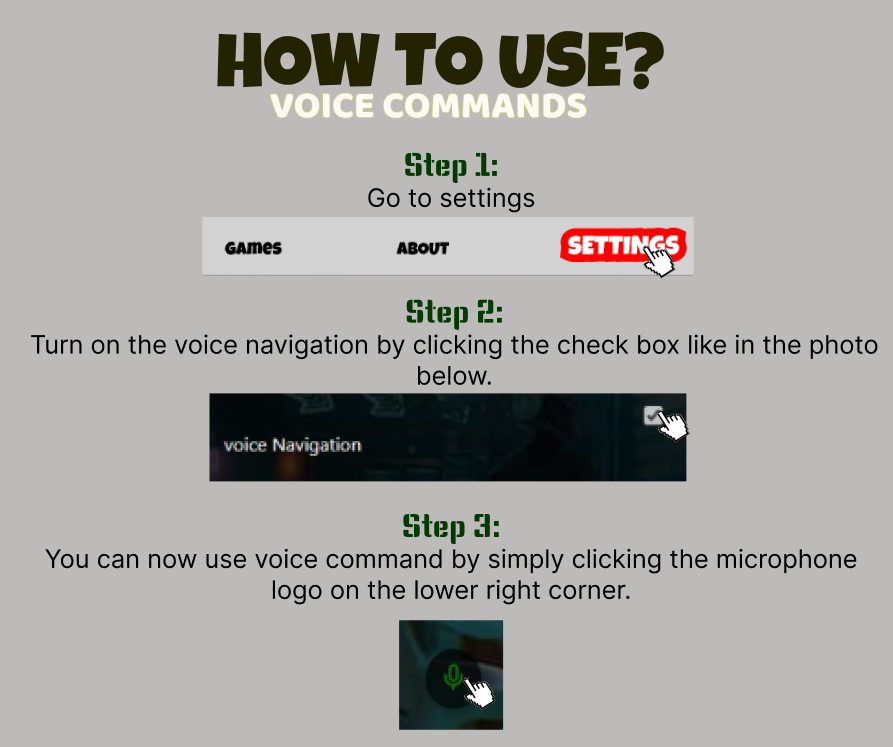 HOW TO USE?
VOICE COMMANDS
Step 1:
Go to settings
GAMES ABOUT SETTINGS
Step 2:
Turn on the voice navigation by clicking the check box like in the photo
below.
voice Navigation
Step 3:
You can now use voice command by simply clicking the microphone
logo on the lower right corner.